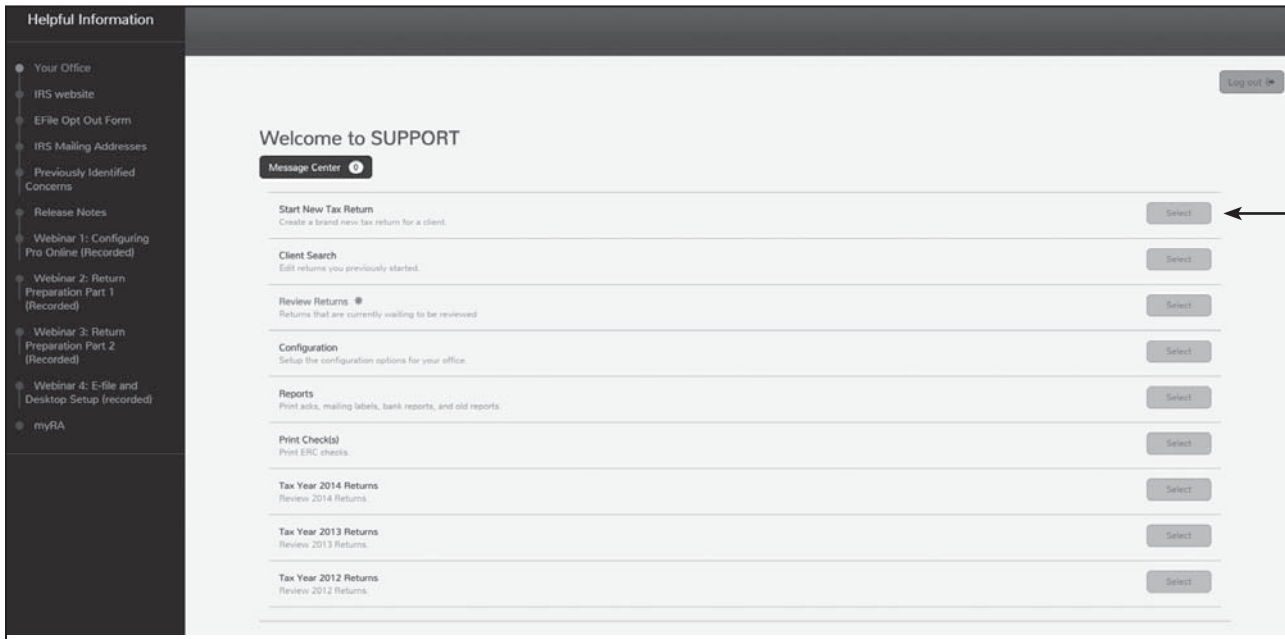 Helpful Information
Your Office
IRS website
EFile Opt Out Form
IRS Mailing Addresses
Previously Identified
Concerns
Release Notes
Webinar 1: Configuring
Pro Online (Recorded)
Webinar 2: Return
Preparation Part 1
(Recorded)
Webinar 3: Return
Preparation Part 2
(Recorded)
Webinar 4: E-file and
Desktop Setup (recorded)
myRA
Log out
Welcome to SUPPORT
Message Center 0
Start New Tax Return
Create a brand new tax return for a client.
Select
Client Search
Edit returns you previously started.
Select
Review Returns
Returns that are currently waiting to be reviewed
Select
Configuration
Setup the configuration options for your office.
Select
Reports
Print acks, mailing labels, bank reports, and old reports.
Select
Print Check(s)
Print ERC checks.
Select
Tax Year 2014 Returns
Review 2014 Returns.
Select
Tax Year 2013 Returns
Review 2013 Returns.
Select
Tax Year 2012 Returns
Review 2012 Returns.
Select